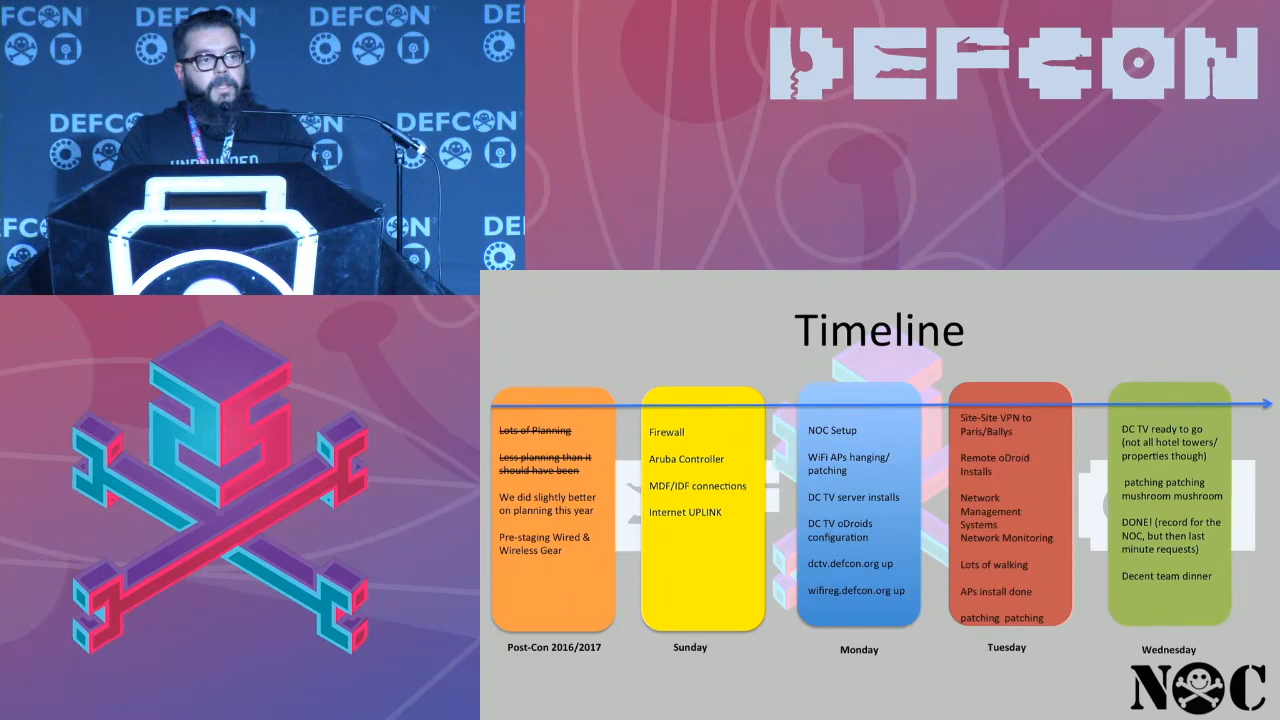 DEFCON
DEFCON
DEFCON
DEFCON
DEFCON
UNBOUNDED
DEFCON
Timeline
Lots of Planning
Less planning than it
should have been
We did slightly better
on planning this year
Pre-staging Wired &
Wireless Gear
Post-Con 2016/2017
Firewall
Aruba Controller
MDF/IDF connections
Internet UPLINK
Sunday
NOC Setup
WiFi APs hanging/
patching
DC TV server installs
DC TV oDroids
configuration
dctv.defcon.org up
wifireg.defcon.org up
Monday
Site-Site VPN to
Paris/Ballys
Remote oDroid
Installs
Network
Management
Systems
Network Monitoring
Lots of walking
APs install done
patching patching
Tuesday
DC TV ready to go
(not all hotel towers/
properties though)
patching patching
mushroom mushroom
DONE! (record for the
NOC, but then last
minute requests)
Decent team dinner
Wednesday
NOC